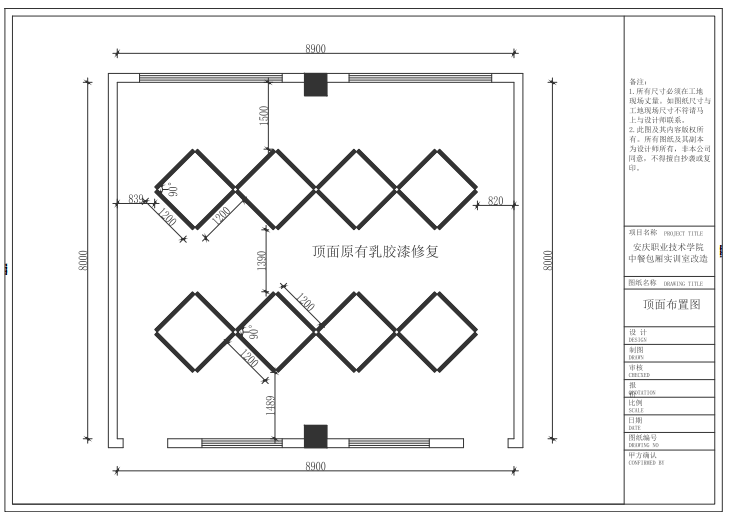 8900
1500
839
90°
1200
1200
820
8000
1390
顶面原有乳胶漆修复
8000
1200
90°
1200
1489
8900
备注:
1.所有尺寸必须在工地
现场丈量。如图纸尺寸与
工地现场尺寸不符请马
上与设计师联系。
2.此图及其内容版权所
有。所有图纸及其副本
为设计师所有，非本公司
同意，不得擅自抄袭或复
印。
项目名称 PROJECT TITLE
安庆职业技术学院
中餐包厢实训室改造
图纸名称 DRAWING TITLE
顶面布置图
设 计
DESIGN
制图
DRAWN
审核
CHECKED
报
比例
SCALE
日期
DATE
图纸编号
DRAWING NO
甲方确认
CONFIRMED BY